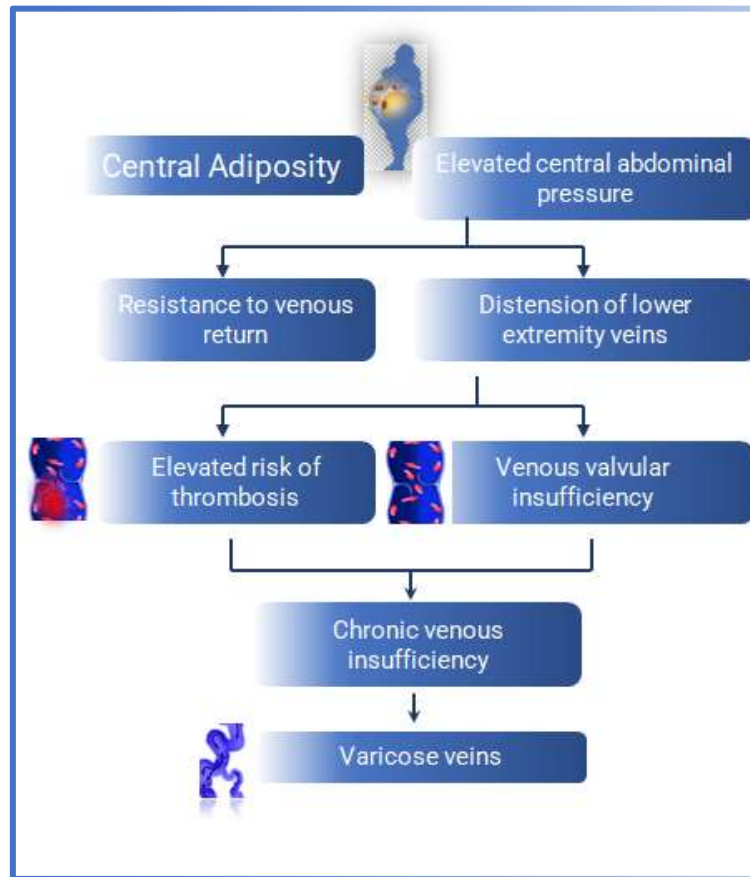 Central Adiposity
Elevated central abdominal
pressure
Resistance to venous
return
Distension of lower
extremity veins
Elevated risk of
thrombosis
Venous valvular
insufficiency
Chronic venous
insufficiency
Varicose veins